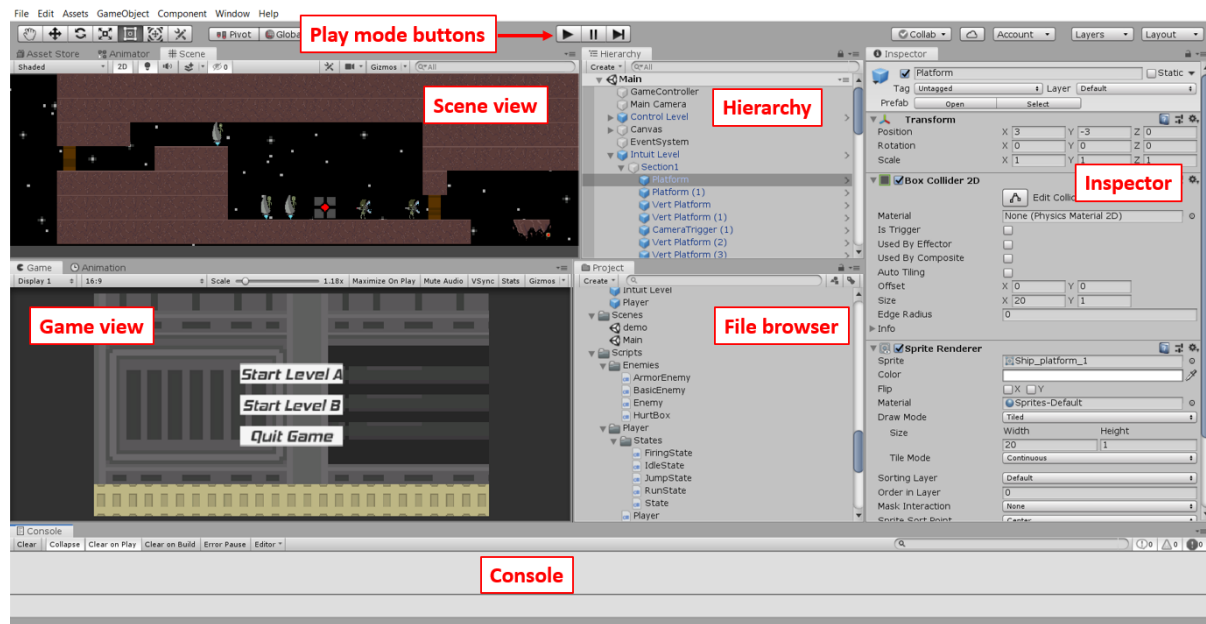 File Edit Assets GameObject Component Window Help
Pivot Globa
Play mode buttons
Collab Account Layers Layout
Asset Store Animator Scene
Shaded 2D 0 Gizmos All
Scene view
Hierarchy
Create All
Main
GameController
Main Camera
Control Level
Canvas
EventSystem
Intuit Level
Section1
Platform
Platform (1)
Vert Platform
Vert Platform (1)
CameraTrigger (1)
Vert Platform (2)
Vert Platform (3)
Hierarchy
Inspector
Platform Static
Tag Untagged Layer Default
Prefab Open Select
Transform
Position X 3 Y -3 Z 0
Rotation X 0 Y 0 Z 0
Scale X 1 Y 1 Z 1
Box Collider 2D
Inspector
Edit Collid
Material None (Physics Material 2D)
Is Trigger
Used By Effector
Used By Composite
Auto Tiling
Offset X 0 Y 0
Size X 20 Y 1
Edge Radius 0
Info
Sprite Renderer
Sprite Ship_platform_1
Color
Flip X Y
Material Sprites-Default
Draw Mode Tiled
Size Width Height
20 1
Tile Mode Continuous
Sorting Layer Default
Order in Layer 0
Mask Interaction None
Sprite Sort Point Center
Game Animation
Display 1 16:9 Scale 1.18x Maximize On Play Mute Audio VSync Stats Gizmos
Game view
Start Level A
Start Level B
Quit Game
Project
Create
Intuit Level
Player
Scenes
demo
Main
Scripts
Enemies
ArmorEnemy
BasicEnemy
Enemy
HurtBox
Player
States
FiringState
IdleState
JumpState
RunState
State
Player
File browser
Console
Clear Collapse Clear on Play Clear on Build Error Pause Editor 0 0 0
Console